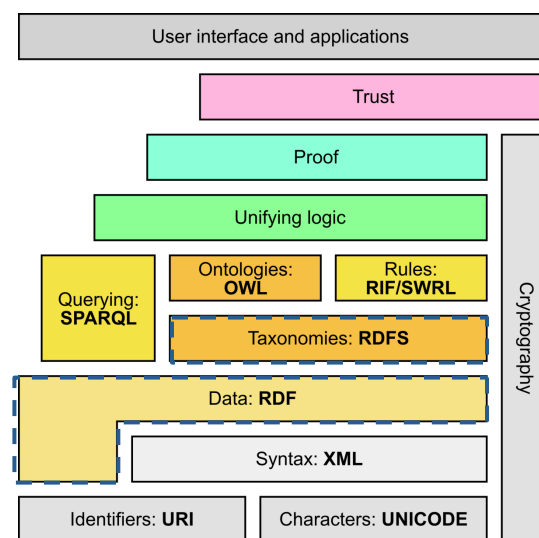 User interface and applications
Trust
Proof
Unifying logic
Querying:
SPARQL
Ontologies:
OWL
Rules:
RIF/SWRL
Taxonomies: RDFS
Data: RDF
Syntax: XML
Identifiers: URI
Characters: UNICODE
Cryptography